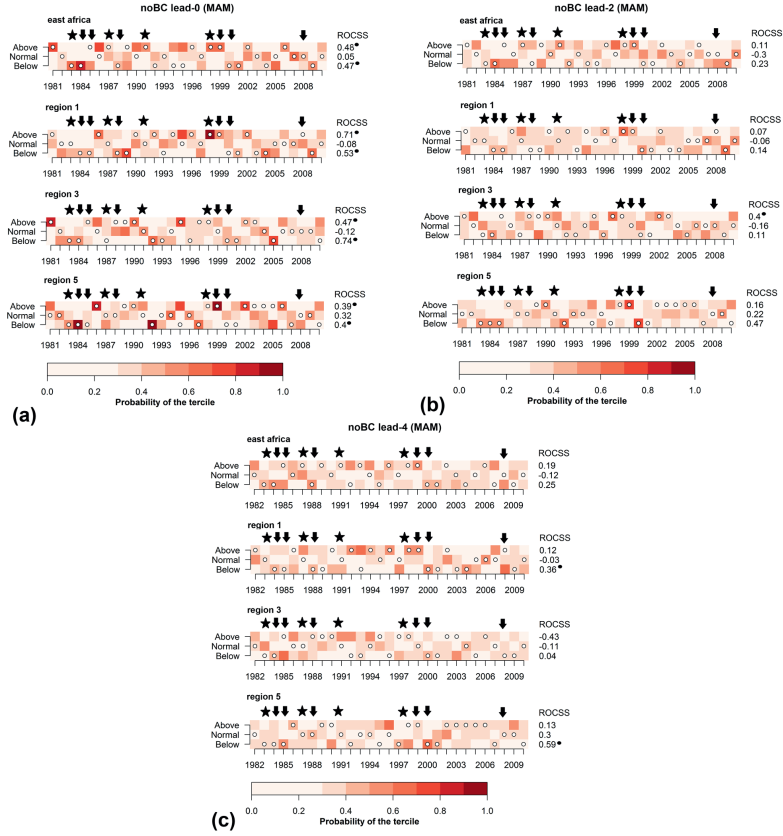 noBC lead-0 (MAM)
east africa
ROCSS
Above 0.48
Normal 0.05
Below 0.47
1981 1984 1987 1990 1993 1996 1999 2002 2005 2008
region 1
ROCSS
Above 0.71
Normal -0.08
Below 0.53
1981 1984 1987 1990 1993 1996 1999 2002 2005 2008
region 3
ROCSS
Above 0.47
Normal -0.12
Below 0.74
1981 1984 1987 1990 1993 1996 1999 2002 2005 2008
region 5
ROCSS
Above 0.39
Normal 0.32
Below 0.4
1981 1984 1987 1990 1993 1996 1999 2002 2005 2008
0.0 0.2 0.4 0.6 0.8 1.0
Probability of the tercile
(a)
noBC lead-2 (MAM)
east africa
ROCSS
Above 0.11
Normal -0.3
Below 0.23
1981 1984 1987 1990 1993 1996 1999 2002 2005 2008
region 1
ROCSS
Above 0.07
Normal -0.06
Below 0.14
1981 1984 1987 1990 1993 1996 1999 2002 2005 2008
region 3
ROCSS
Above 0.4
Normal -0.16
Below 0.11
1981 1984 1987 1990 1993 1996 1999 2002 2005 2008
region 5
ROCSS
Above 0.16
Normal 0.22
Below 0.47
1981 1984 1987 1990 1993 1996 1999 2002 2005 2008
0.0 0.2 0.4 0.6 0.8 1.0
Probability of the tercile
(b)
noBC lead-4 (MAM)
east africa
ROCSS
Above 0.19
Normal -0.12
Below 0.25
1982 1985 1988 1991 1994 1997 2000 2003 2006 2009
region 1
ROCSS
Above 0.12
Normal -0.03
Below 0.36
1982 1985 1988 1991 1994 1997 2000 2003 2006 2009
region 3
ROCSS
Above -0.43
Normal -0.11
Below 0.04
1982 1985 1988 1991 1994 1997 2000 2003 2006 2009
region 5
ROCSS
Above 0.13
Normal 0.3
Below 0.59
1982 1985 1988 1991 1994 1997 2000 2003 2006 2009
0.0 0.2 0.4 0.6 0.8 1.0
Probability of the tercile
(c)